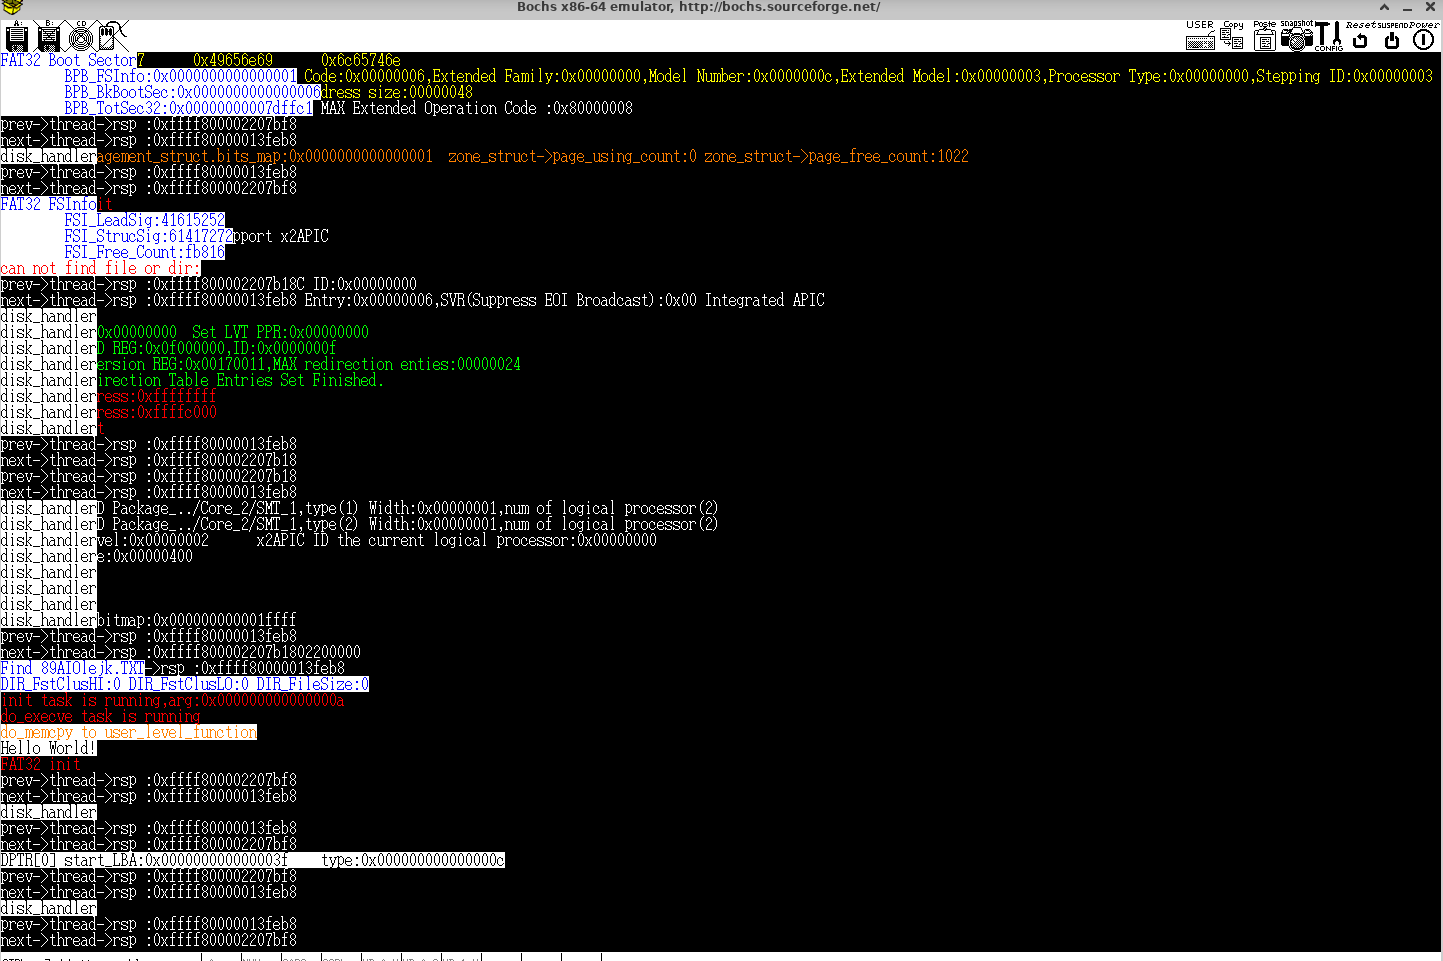 Bochs x86-64 emulator, http://bochs.sourceforge.net/
A: B: CD USER Copy Paste snapshot CONFIG Reset SUSPEND Power
FAT32 Boot Sector7 0x49656e69 0x6c65746e
BPB_FSInfo:0x0000000000000001 Code:0x00000006,Extended Family:0x00000000,Model Number:0x0000000c,Extended Model:0x00000003,Processor Type:0x00000000,Stepping ID:0x00000003
BPB_BkBootSec:0x0000000000000006dress size:00000048
BPB_TotSec32:0x00000000007dffc1 MAX Extended Operation Code :0x80000008
prev->thread->rsp :0xffff800002207bf8
next->thread->rsp :0xffff80000013feb8
disk_handleragement_struct.bits_map:0x0000000000000001 zone_struct->page_using_count:0 zone_struct->page_free_count:1022
prev->thread->rsp :0xffff80000013feb8
next->thread->rsp :0xffff800002207bf8
FAT32 FSInfoit
FSI_LeadSig:41615252
FSI_StrucSig:61417272pport x2APIC
FSI_Free_Count:fb816
can not find file or dir:
prev->thread->rsp :0xffff800002207b18C ID:0x00000000
next->thread->rsp :0xffff80000013feb8 Entry:0x00000006,SVR(Suppress EOI Broadcast):0x00 Integrated APIC
disk_handler
disk_handler0x00000000 Set LVT PPR:0x00000000
disk_handlerD REG:0x0f000000,ID:0x0000000f
disk_handlerersion REG:0x00170011,MAX redirection enties:00000024
disk_handlerirection Table Entries Set Finished.
disk_handlerress:0xffffffff
disk_handlerress:0xffffc000
disk_handlert
prev->thread->rsp :0xffff80000013feb8
next->thread->rsp :0xffff800002207b18
prev->thread->rsp :0xffff800002207b18
next->thread->rsp :0xffff80000013feb8
disk_handlerD Package_../Core_2/SMT_1,type(1) Width:0x00000001,num of logical processor(2)
disk_handlerD Package_../Core_2/SMT_1,type(2) Width:0x00000001,num of logical processor(2)
disk_handlervel:0x00000002 x2APIC ID the current logical processor:0x00000000
disk_handlere:0x00000400
disk_handler
disk_handler
disk_handler
disk_handlerbitmap:0x000000000001ffff
prev->thread->rsp :0xffff80000013feb8
next->thread->rsp :0xffff800002207b1802200000
Find 89AIOlejk.TXT->rsp :0xffff80000013feb8
DIR_FstClusHI:0 DIR_FstClusLO:0 DIR_FileSize:0
init task is running,arg:0x000000000000000a
do_execve task is running
do_memcpy to user_level_function
Hello World!
FAT32 init
prev->thread->rsp :0xffff800002207bf8
next->thread->rsp :0xffff80000013feb8
disk_handler
prev->thread->rsp :0xffff80000013feb8
next->thread->rsp :0xffff800002207bf8
DPTR[0] start_LBA:0x000000000000003f type:0x000000000000000c
prev->thread->rsp :0xffff800002207bf8
next->thread->rsp :0xffff80000013feb8
disk_handler
prev->thread->rsp :0xffff80000013feb8
next->thread->rsp :0xffff800002207bf8